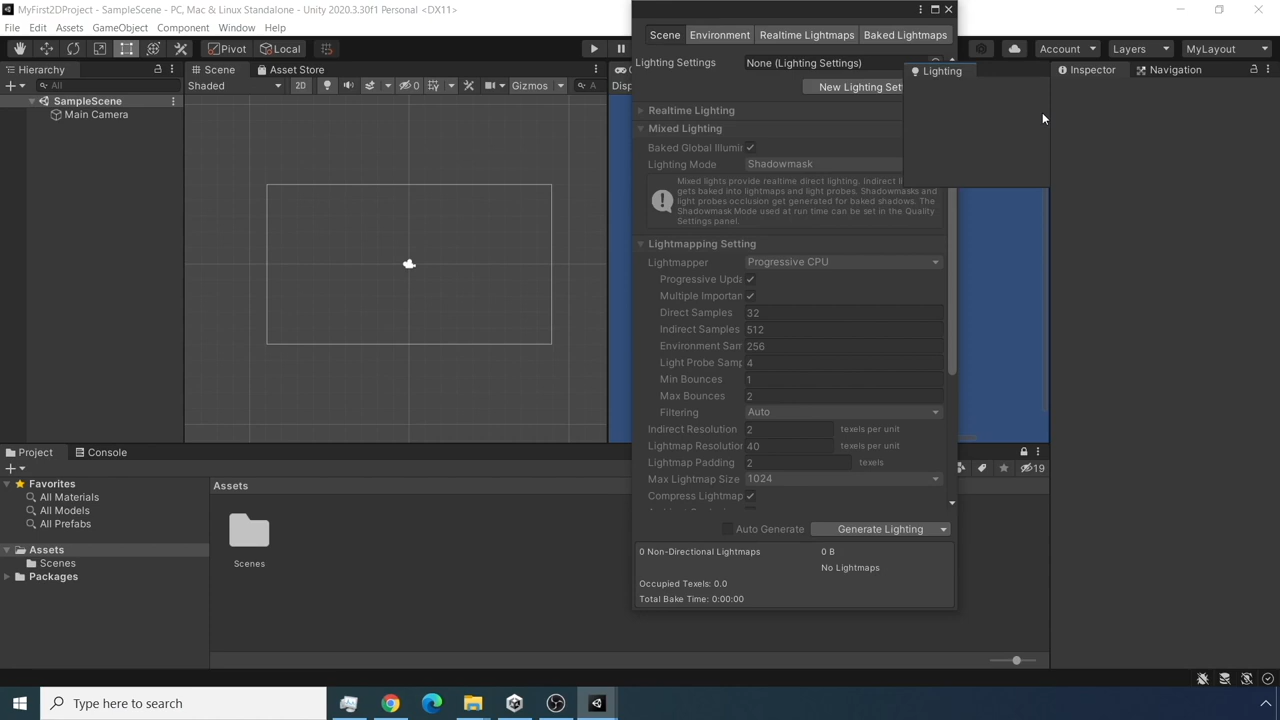 MyFirst2DProject - SampleScene - PC, Mac & Linux Standalone - Unity 2020.3.30f1 Personal <DX11>
File Edit Assets GameObject Component Window Help
Pivot Local Account Layers MyLayout
Hierarchy Scene Asset Store
Shaded 2D 0 Gizmos A
All
SampleScene
Main Camera
Scene Environment Realtime Lightmaps Baked Lightmaps
Lighting Settings None (Lighting Settings)
New Lighting Sett
Lighting
Inspector Navigation
Realtime Lighting
Mixed Lighting
Baked Global Illumir
Lighting Mode Shadowmask
Mixed lights provide realtime direct lighting. Indirect li
gets baked into lightmaps and light probes. Shadowmasks and
light probes occlusion get generated for baked shadows. The
Shadowmask Mode used at run time can be set in the Quality
Settings panel.
Lightmapping Setting
Lightmapper Progressive CPU
Progressive Upda
Multiple Importan
Direct Samples 32
Indirect Samples 512
Environment Sam 256
Light Probe Samp 4
Min Bounces 1
Max Bounces 2
Filtering Auto
Indirect Resolution 2 texels per unit
Lightmap Resolution 40 texels per unit
Lightmap Padding 2 texels
Max Lightmap Size 1024
Compress Lightmap
Auto Generate Generate Lighting
0 Non-Directional Lightmaps 0 B
No Lightmaps
Occupied Texels: 0.0
Total Bake Time: 0:00:00
Project Console
19
Favorites
All Materials
All Models
All Prefabs
Assets
Scenes
Packages
Assets
Scenes
Type here to search